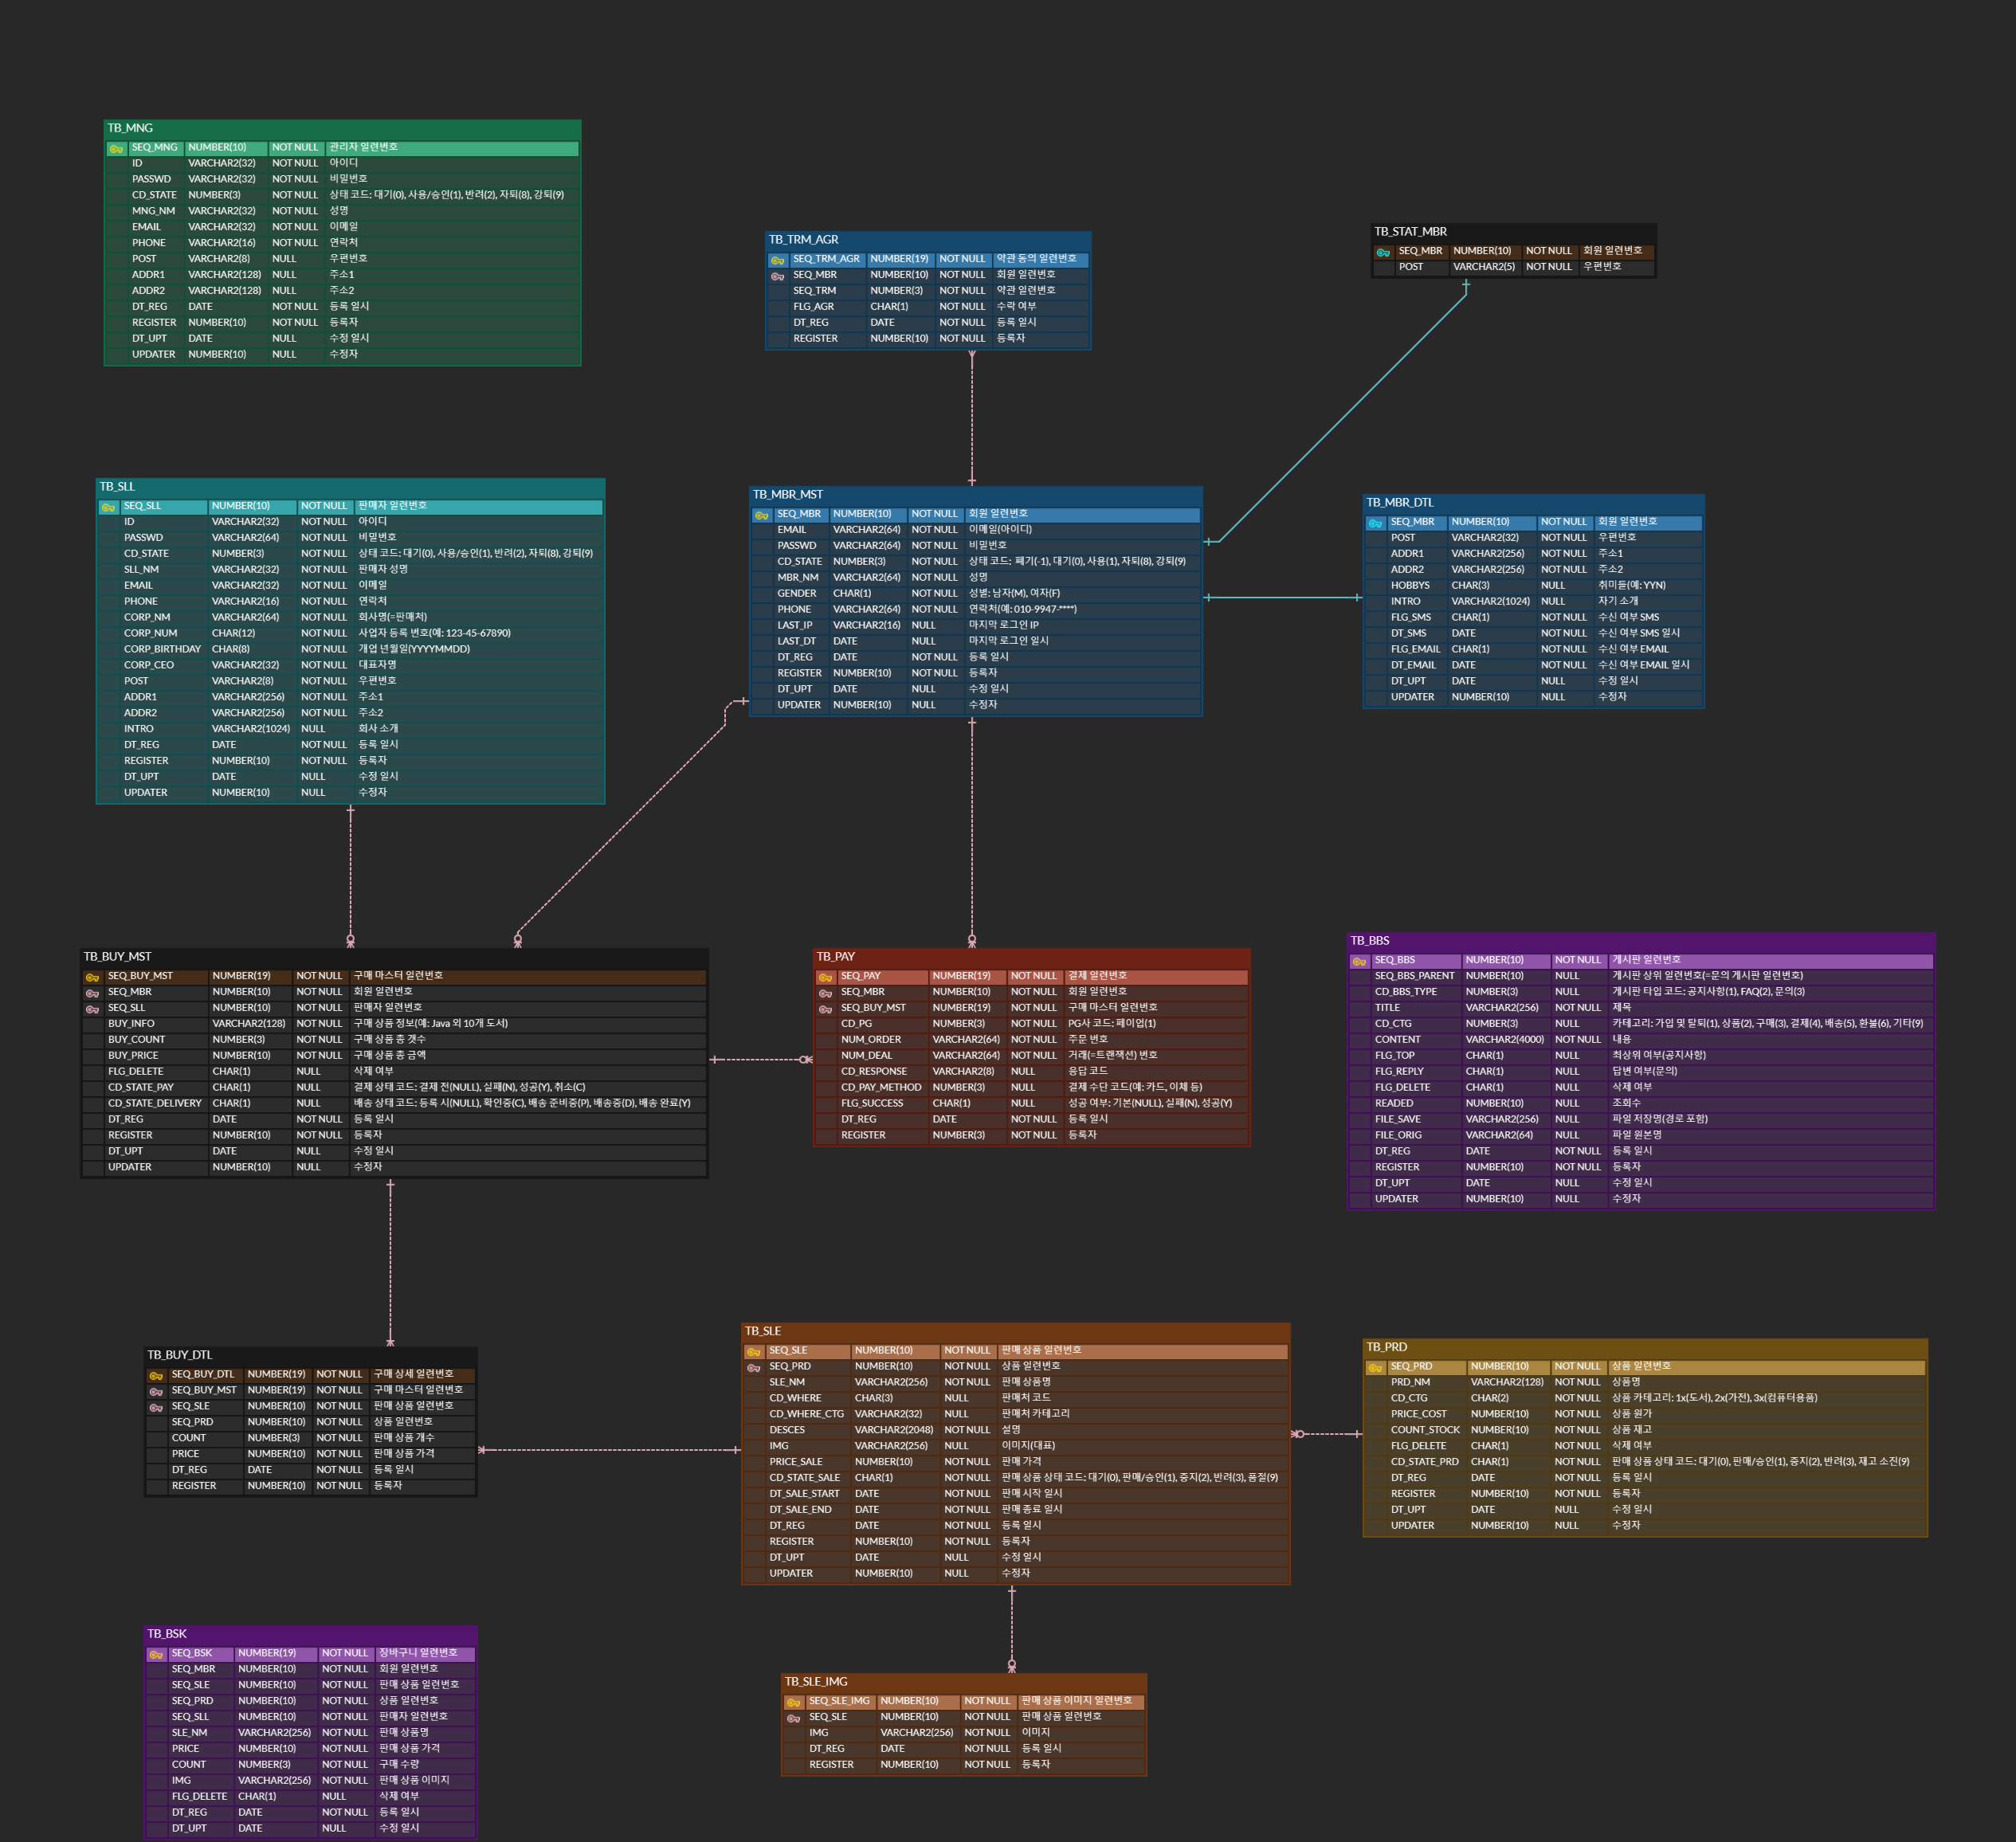 TB_MNG
SEQ_MNG NUMBER(10) NOT NULL 관리자 일련번호
ID VARCHAR2(32) NOT NULL 아이디
PASSWD VARCHAR2(32) NOT NULL 비밀번호
CD_STATE NUMBER(3) NOT NULL 상태 코드: 대기(0), 사용/승인(1), 반려(2), 자퇴(8), 강퇴(9)
MNG_NM VARCHAR2(32) NOT NULL 성명
EMAIL VARCHAR2(32) NOT NULL 이메일
PHONE VARCHAR2(16) NOT NULL 연락처
POST VARCHAR2(8) NULL 우편번호
ADDR1 VARCHAR2(128) NULL 주소1
ADDR2 VARCHAR2(128) NULL 주소2
DT_REG DATE NOT NULL 등록 일시
REGISTER NUMBER(10) NOT NULL 등록자
DT_UPT DATE NULL 수정 일시
UPDATER NUMBER(10) NULL 수정자
TB_TRM_AGR
SEQ_TRM_AGR NUMBER(19) NOT NULL 약관 동의 일련번호
SEQ_MBR NUMBER(10) NOT NULL 회원 일련번호
SEQ_TRM NUMBER(3) NOT NULL 약관 일련번호
FLG_AGR CHAR(1) NOT NULL 수락 여부
DT_REG DATE NOT NULL 등록 일시
REGISTER NUMBER(10) NOT NULL 등록자
TB_STAT_MBR
SEQ_MBR NUMBER(10) NOT NULL 회원 일련번호
POST VARCHAR2(5) NOT NULL 우편번호
TB_SLL
SEQ_SLL NUMBER(10) NOT NULL 판매자 일련번호
ID VARCHAR2(32) NOT NULL 아이디
PASSWD VARCHAR2(64) NOT NULL 비밀번호
CD_STATE NUMBER(3) NOT NULL 상태 코드: 대기(0), 사용/승인(1), 반려(2), 자퇴(8), 강퇴(9)
SLL_NM VARCHAR2(32) NOT NULL 판매자 성명
EMAIL VARCHAR2(32) NOT NULL 이메일
PHONE VARCHAR2(16) NOT NULL 연락처
CORP_NM VARCHAR2(64) NOT NULL 회사명(=판매처)
CORP_NUM CHAR(12) NOT NULL 사업자 등록 번호(예: 123-45-67890)
CORP_BIRTHDAY CHAR(8) NOT NULL 개업 년월일(YYYYMMDD)
CORP_CEO VARCHAR2(32) NOT NULL 대표자명
POST VARCHAR2(8) NOT NULL 우편번호
ADDR1 VARCHAR2(256) NOT NULL 주소1
ADDR2 VARCHAR2(256) NOT NULL 주소2
INTRO VARCHAR2(1024) NULL 회사 소개
DT_REG DATE NOT NULL 등록 일시
REGISTER NUMBER(10) NOT NULL 등록자
DT_UPT DATE NULL 수정 일시
UPDATER NUMBER(10) NULL 수정자
TB_MBR_MST
SEQ_MBR NUMBER(10) NOT NULL 회원 일련번호
EMAIL VARCHAR2(64) NOT NULL 이메일(아이디)
PASSWD VARCHAR2(64) NOT NULL 비밀번호
CD_STATE NUMBER(3) NOT NULL 상태 코드: 폐기(-1), 대기(0), 사용(1), 자퇴(8), 강퇴(9)
MBR_NM VARCHAR2(64) NOT NULL 성명
GENDER CHAR(1) NOT NULL 성별: 남자(M), 여자(F)
PHONE VARCHAR2(64) NOT NULL 연락처(예: 010-9947-****)
LAST_IP VARCHAR2(16) NULL 마지막 로그인 IP
LAST_DT DATE NULL 마지막 로그인 일시
DT_REG DATE NOT NULL 등록 일시
REGISTER NUMBER(10) NOT NULL 등록자
DT_UPT DATE NULL 수정 일시
UPDATER NUMBER(10) NULL 수정자
TB_MBR_DTL
SEQ_MBR NUMBER(10) NOT NULL 회원 일련번호
POST VARCHAR2(32) NOT NULL 우편번호
ADDR1 VARCHAR2(256) NOT NULL 주소1
ADDR2 VARCHAR2(256) NOT NULL 주소2
HOBBYS CHAR(3) NULL 취미들(예: YYN)
INTRO VARCHAR2(1024) NULL 자기 소개
FLG_SMS CHAR(1) NOT NULL 수신 여부 SMS
DT_SMS DATE NOT NULL 수신 여부 SMS 일시
FLG_EMAIL CHAR(1) NOT NULL 수신 여부 EMAIL
DT_EMAIL DATE NOT NULL 수신 여부 EMAIL 일시
DT_UPT DATE NULL 수정 일시
UPDATER NUMBER(10) NULL 수정자
TB_BUY_MST
SEQ_BUY_MST NUMBER(19) NOT NULL 구매 마스터 일련번호
SEQ_MBR NUMBER(10) NOT NULL 회원 일련번호
SEQ_SLL NUMBER(10) NOT NULL 판매자 일련번호
BUY_INFO VARCHAR2(128) NOT NULL 구매 상품 정보(예: Java 외 10개 도서)
BUY_COUNT NUMBER(3) NOT NULL 구매 상품 총 갯수
BUY_PRICE NUMBER(10) NOT NULL 구매 상품 총 금액
FLG_DELETE CHAR(1) NULL 삭제 여부
CD_STATE_PAY CHAR(1) NULL 결제 상태 코드: 결제 전(NULL), 실패(N), 성공(Y), 취소(C)
CD_STATE_DELIVERY CHAR(1) NULL 배송 상태 코드: 등록 시(NULL), 확인중(C), 배송 준비중(P), 배송중(D), 배송 완료(Y)
DT_REG DATE NOT NULL 등록 일시
REGISTER NUMBER(10) NOT NULL 등록자
DT_UPT DATE NULL 수정 일시
UPDATER NUMBER(10) NULL 수정자
TB_PAY
SEQ_PAY NUMBER(19) NOT NULL 결제 일련번호
SEQ_MBR NUMBER(10) NOT NULL 회원 일련번호
SEQ_BUY_MST NUMBER(19) NOT NULL 구매 마스터 일련번호
CD_PG NUMBER(3) NOT NULL PG사 코드: 페이업(1)
NUM_ORDER VARCHAR2(64) NOT NULL 주문 번호
NUM_DEAL VARCHAR2(64) NOT NULL 거래(=트랜잭션) 번호
CD_RESPONSE VARCHAR2(8) NULL 응답 코드
CD_PAY_METHOD NUMBER(3) NULL 결제 수단 코드(예: 카드, 이체 등)
FLG_SUCCESS CHAR(1) NULL 성공 여부: 기본(NULL), 실패(N), 성공(Y)
DT_REG DATE NOT NULL 등록 일시
REGISTER NUMBER(3) NOT NULL 등록자
TB_BBS
SEQ_BBS NUMBER(10) NOT NULL 게시판 일련번호
SEQ_BBS_PARENT NUMBER(10) NULL 게시판 상위 일련번호(=문의 게시판 일련번호)
CD_BBS_TYPE NUMBER(3) NULL 게시판 타입 코드: 공지사항(1), FAQ(2), 문의(3)
TITLE VARCHAR2(256) NOT NULL 제목
CD_CTG NUMBER(3) NULL 카테고리: 가입 및 탈퇴(1), 상품(2), 구매(3), 결제(4), 배송(5), 환불(6), 기타(9)
CONTENT VARCHAR2(4000) NOT NULL 내용
FLG_TOP CHAR(1) NULL 최상위 여부(공지사항)
FLG_REPLY CHAR(1) NULL 답변 여부(문의)
FLG_DELETE CHAR(1) NULL 삭제 여부
READED NUMBER(10) NULL 조회수
FILE_SAVE VARCHAR2(256) NULL 파일 저장명(경로 포함)
FILE_ORIG VARCHAR2(64) NULL 파일 원본명
DT_REG DATE NOT NULL 등록 일시
REGISTER NUMBER(10) NOT NULL 등록자
DT_UPT DATE NULL 수정 일시
UPDATER NUMBER(10) NULL 수정자
TB_BUY_DTL
SEQ_BUY_DTL NUMBER(19) NOT NULL 구매 상세 일련번호
SEQ_BUY_MST NUMBER(19) NOT NULL 구매 마스터 일련번호
SEQ_SLE NUMBER(10) NOT NULL 판매 상품 일련번호
SEQ_PRD NUMBER(10) NOT NULL 상품 일련번호
COUNT NUMBER(3) NOT NULL 판매 상품 개수
PRICE NUMBER(10) NOT NULL 판매 상품 가격
DT_REG DATE NOT NULL 등록 일시
REGISTER NUMBER(10) NOT NULL 등록자
TB_SLE
SEQ_SLE NUMBER(10) NOT NULL 판매 상품 일련번호
SEQ_PRD NUMBER(10) NOT NULL 상품 일련번호
SLE_NM VARCHAR2(256) NOT NULL 판매 상품명
CD_WHERE CHAR(3) NULL 판매처 코드
CD_WHERE_CTG VARCHAR2(32) NULL 판매처 카테고리
DESCES VARCHAR2(2048) NOT NULL 설명
IMG VARCHAR2(256) NULL 이미지(대표)
PRICE_SALE NUMBER(10) NOT NULL 판매 가격
CD_STATE_SALE CHAR(1) NOT NULL 판매 상품 상태 코드: 대기(0), 판매/승인(1), 중지(2), 반려(3), 품절(9)
DT_SALE_START DATE NOT NULL 판매 시작 일시
DT_SALE_END DATE NOT NULL 판매 종료 일시
DT_REG DATE NOT NULL 등록 일시
REGISTER NUMBER(10) NOT NULL 등록자
DT_UPT DATE NULL 수정 일시
UPDATER NUMBER(10) NULL 수정자
TB_PRD
SEQ_PRD NUMBER(10) NOT NULL 상품 일련번호
PRD_NM VARCHAR2(128) NOT NULL 상품명
CD_CTG CHAR(2) NOT NULL 상품 카테고리: 1x(도서), 2x(가전), 3x(컴퓨터용품)
PRICE_COST NUMBER(10) NOT NULL 상품 원가
COUNT_STOCK NUMBER(10) NOT NULL 상품 재고
FLG_DELETE CHAR(1) NOT NULL 삭제 여부
CD_STATE_PRD CHAR(1) NOT NULL 판매 상품 상태 코드: 대기(0), 판매/승인(1), 중지(2), 반려(3), 재고 소진(9)
DT_REG DATE NOT NULL 등록 일시
REGISTER NUMBER(10) NOT NULL 등록자
DT_UPT DATE NULL 수정 일시
UPDATER NUMBER(10) NULL 수정자
TB_BSK
SEQ_BSK NUMBER(19) NOT NULL 장바구니 일련번호
SEQ_MBR NUMBER(10) NOT NULL 회원 일련번호
SEQ_SLE NUMBER(10) NOT NULL 판매 상품 일련번호
SEQ_PRD NUMBER(10) NOT NULL 상품 일련번호
SEQ_SLL NUMBER(10) NOT NULL 판매자 일련번호
SLE_NM VARCHAR2(256) NOT NULL 판매 상품명
PRICE NUMBER(10) NOT NULL 판매 상품 가격
COUNT NUMBER(3) NOT NULL 구매 수량
IMG VARCHAR2(256) NOT NULL 판매 상품 이미지
FLG_DELETE CHAR(1) NULL 삭제 여부
DT_REG DATE NOT NULL 등록 일시
DT_UPT DATE NULL 수정 일시
TB_SLE_IMG
SEQ_SLE_IMG NUMBER(10) NOT NULL 판매 상품 이미지 일련번호
SEQ_SLE NUMBER(10) NOT NULL 판매 상품 일련번호
IMG VARCHAR2(256) NOT NULL 이미지
DT_REG DATE NOT NULL 등록 일시
REGISTER NUMBER(10) NOT NULL 등록자